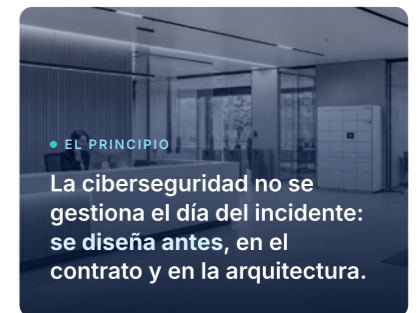 EL PRINCIPIO
La ciberseguridad no se
gestiona el día del incidente:
se diseña antes, en el
contrato y en la arquitectura.